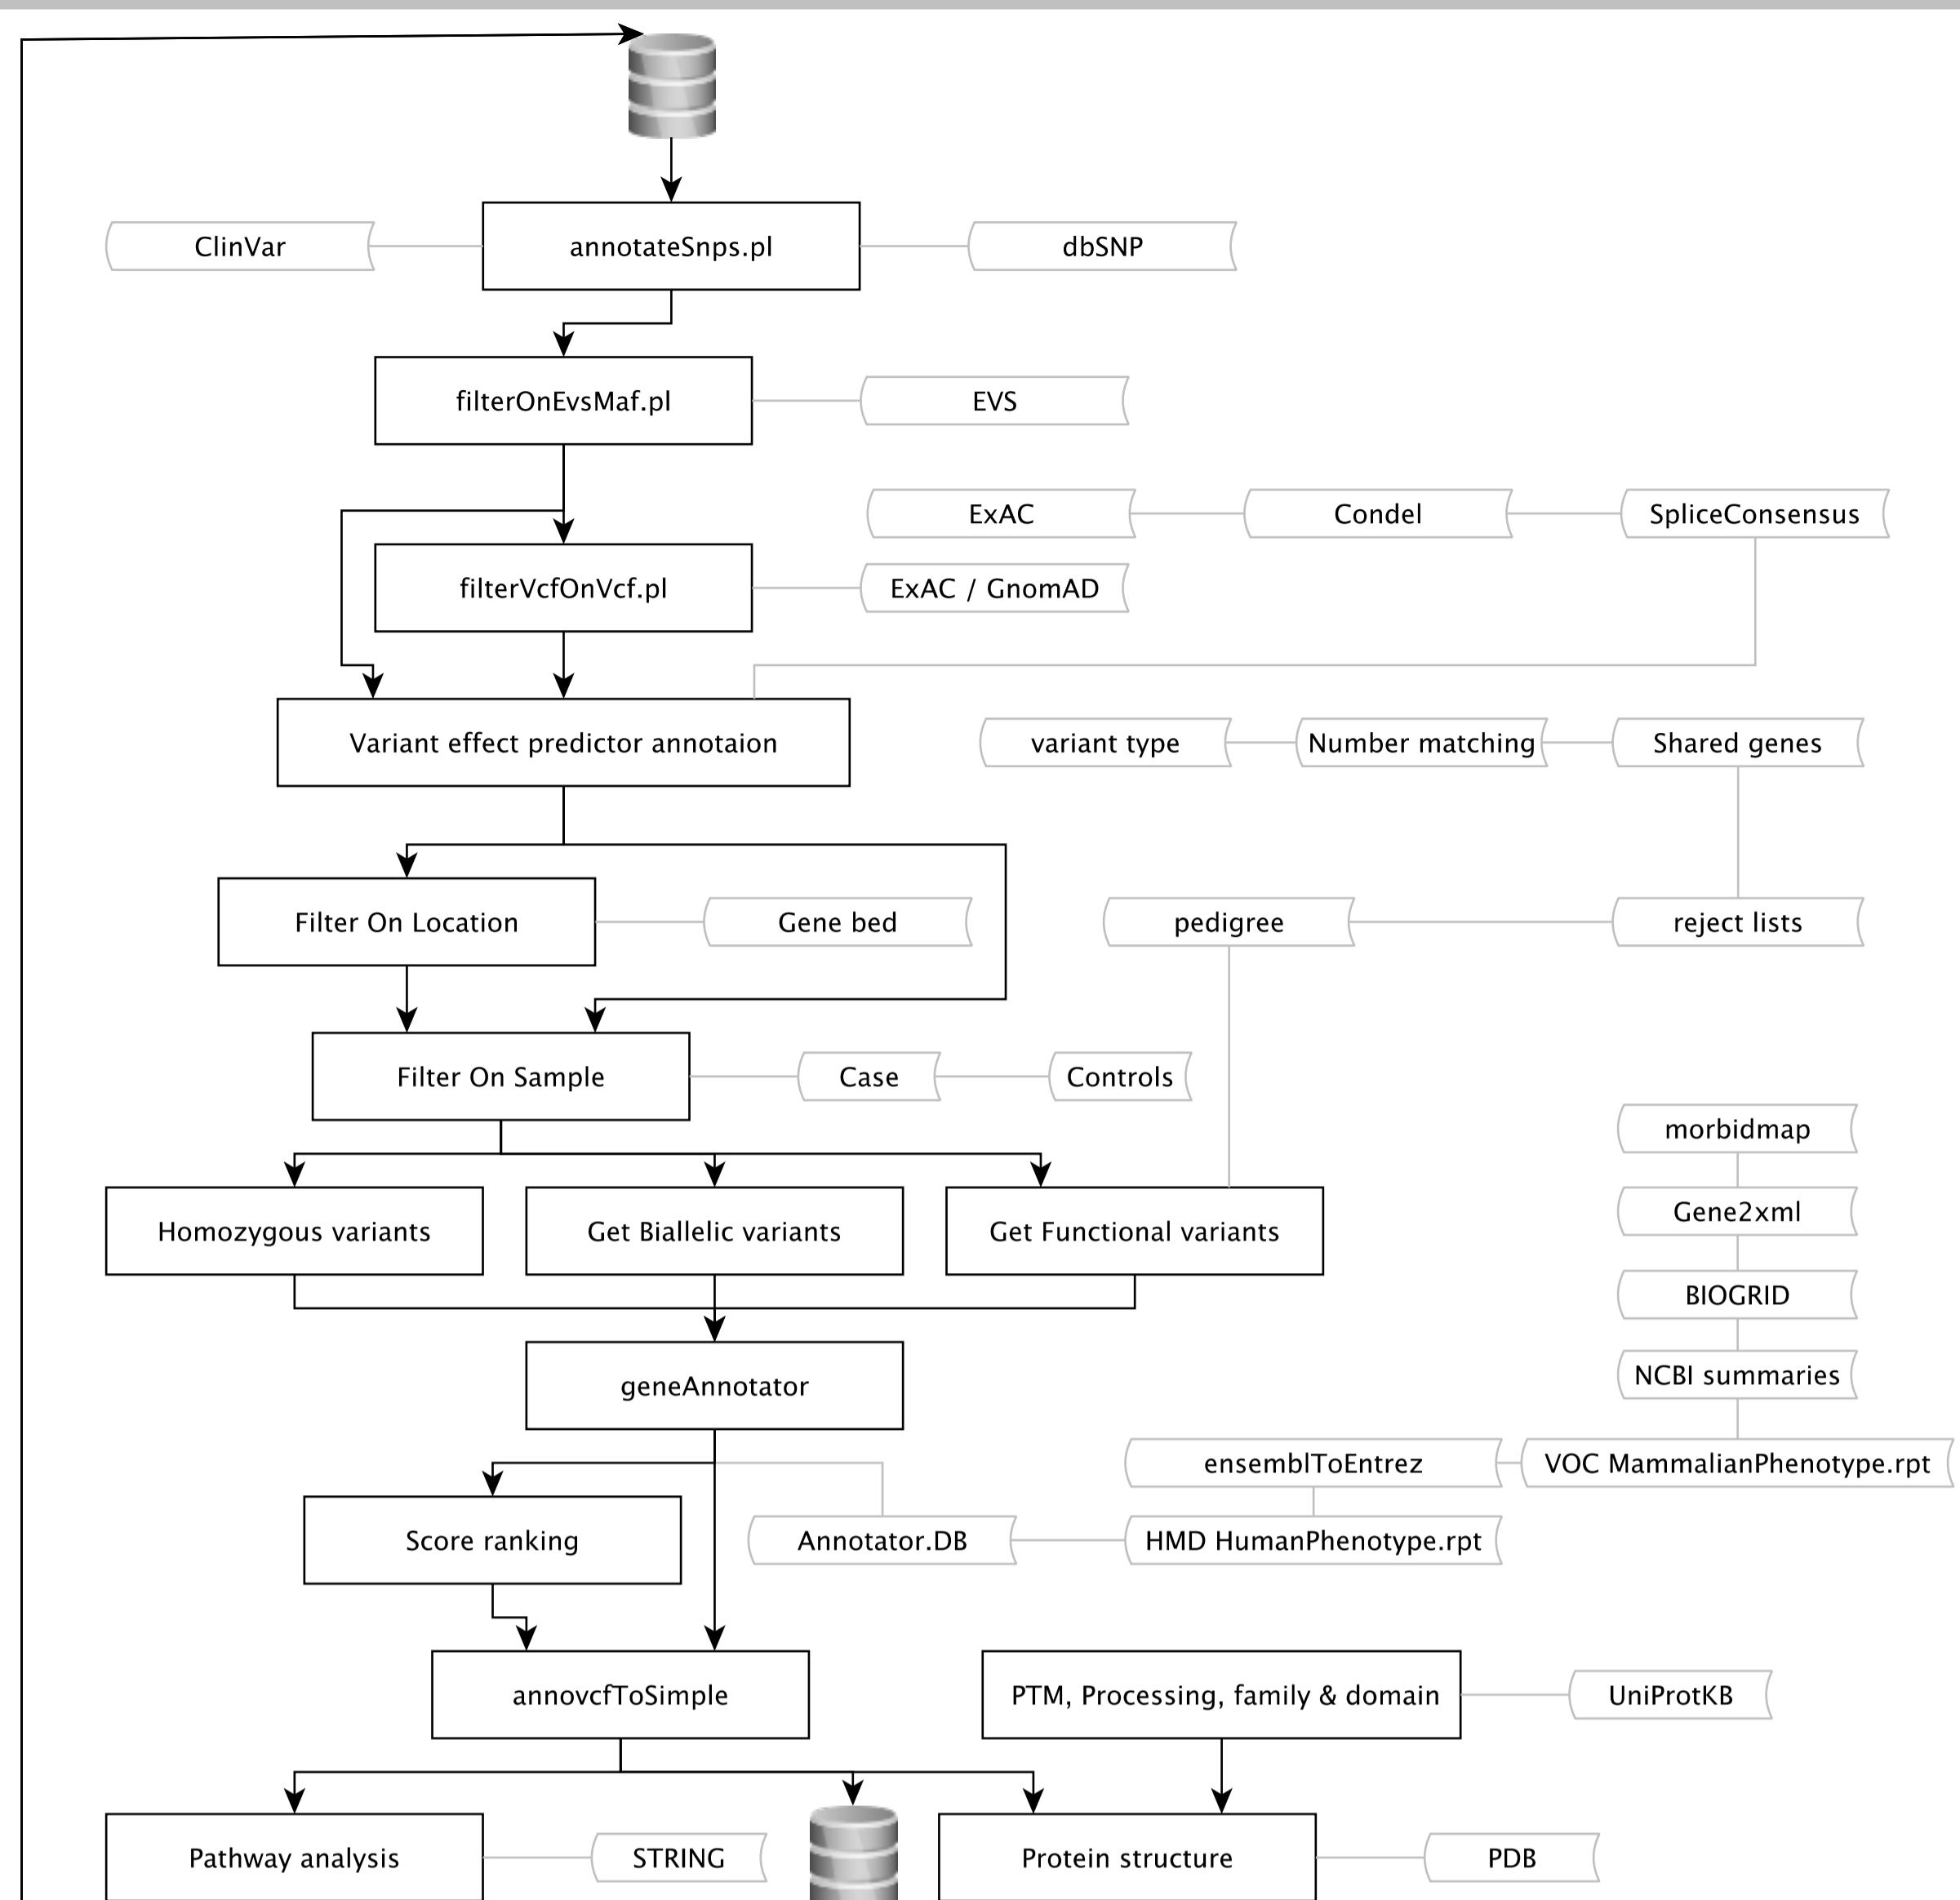 ClinVar
annotateSnps.pl
dbSNP
filterOnEvsMaf.pl
EVS
ExAC
Condel
SpliceConsensus
filterVcfOnVcf.pl
ExAC / GnomAD
Variant effect predictor annotaion
variant type
Number matching
Shared genes
Filter On Location
Gene bed
pedigree
reject lists
Filter On Sample
Case
Controls
morbidmap
Homozygous variants
Get Biallelic variants
Get Functional variants
Gene2xml
BIOGRID
geneAnnotator
NCBI summaries
ensemblToEntrez
VOC MammalianPhenotype.rpt
Score ranking
Annotator.DB
HMD HumanPhenotype.rpt
annovcfToSimple
PTM, Processing, family & domain
UniProtKB
Pathway analysis
STRING
Protein structure
PDB